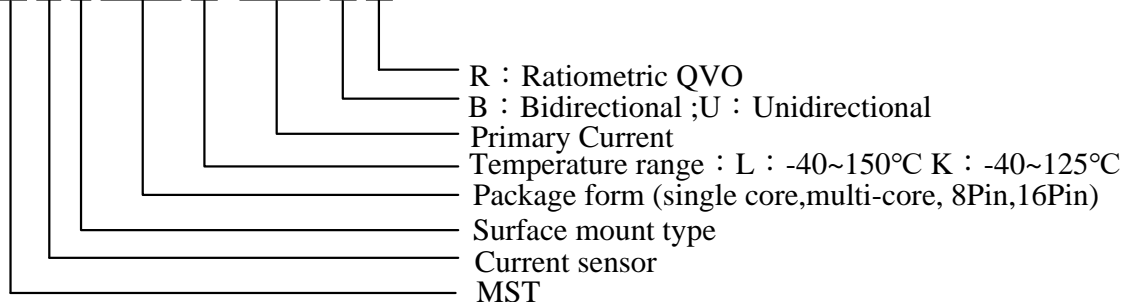 R：Ratiometric QVO
B：Bidirectional ;U：Unidirectional
Primary Current
Temperature range：L：-40~150℃ K：-40~125℃
Package form (single core,multi-core, 8Pin,16Pin)
Surface mount type
Current sensor
MST